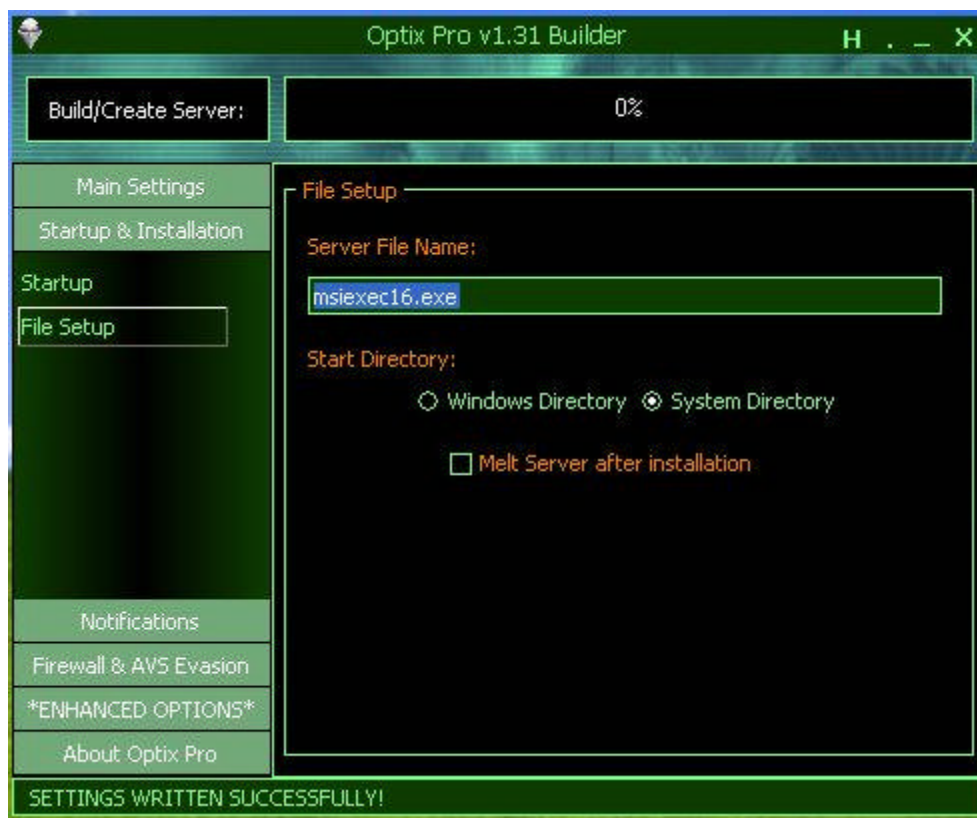 Optix Pro v1.31 Builder
H . _ X
Build/Create Server:
0%
Main Settings
Startup & Installation
Startup
File Setup
Notifications
Firewall & AVS Evasion
*ENHANCED OPTIONS*
About Optix Pro
File Setup
Server File Name:
msiexec16.exe
Start Directory:
Windows Directory
System Directory
Melt Server after installation
SETTINGS WRITTEN SUCCESSFULLY!